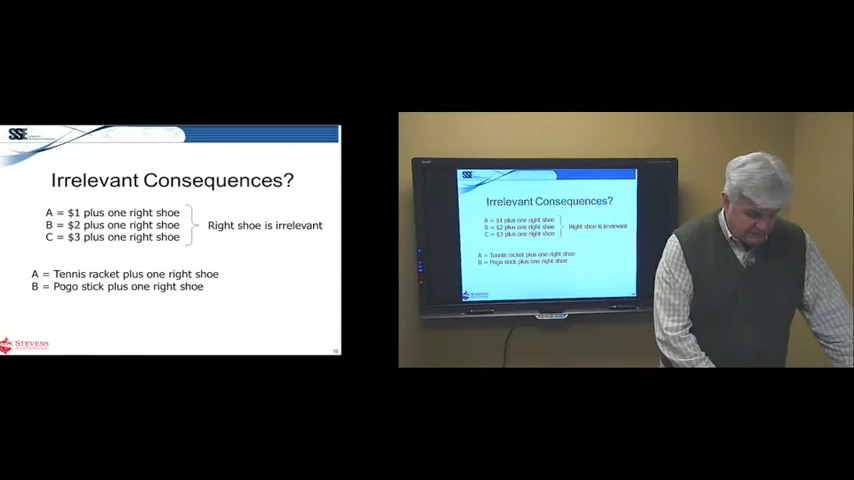 SSE
Irrelevant Consequences?
A = $1 plus one right shoe
B = $2 plus one right shoe
C = $3 plus one right shoe
Right shoe is irrelevant
A = Tennis racket plus one right shoe
B = Pogo stick plus one right shoe
STEVENS
SSE
Irrelevant Consequences?
A = $1 plus one right shoe
B = $2 plus one right shoe
C = $3 plus one right shoe
Right shoe is irrelevant
A = Tennis racket plus one right shoe
B = Pogo stick plus one right shoe
STEVENS